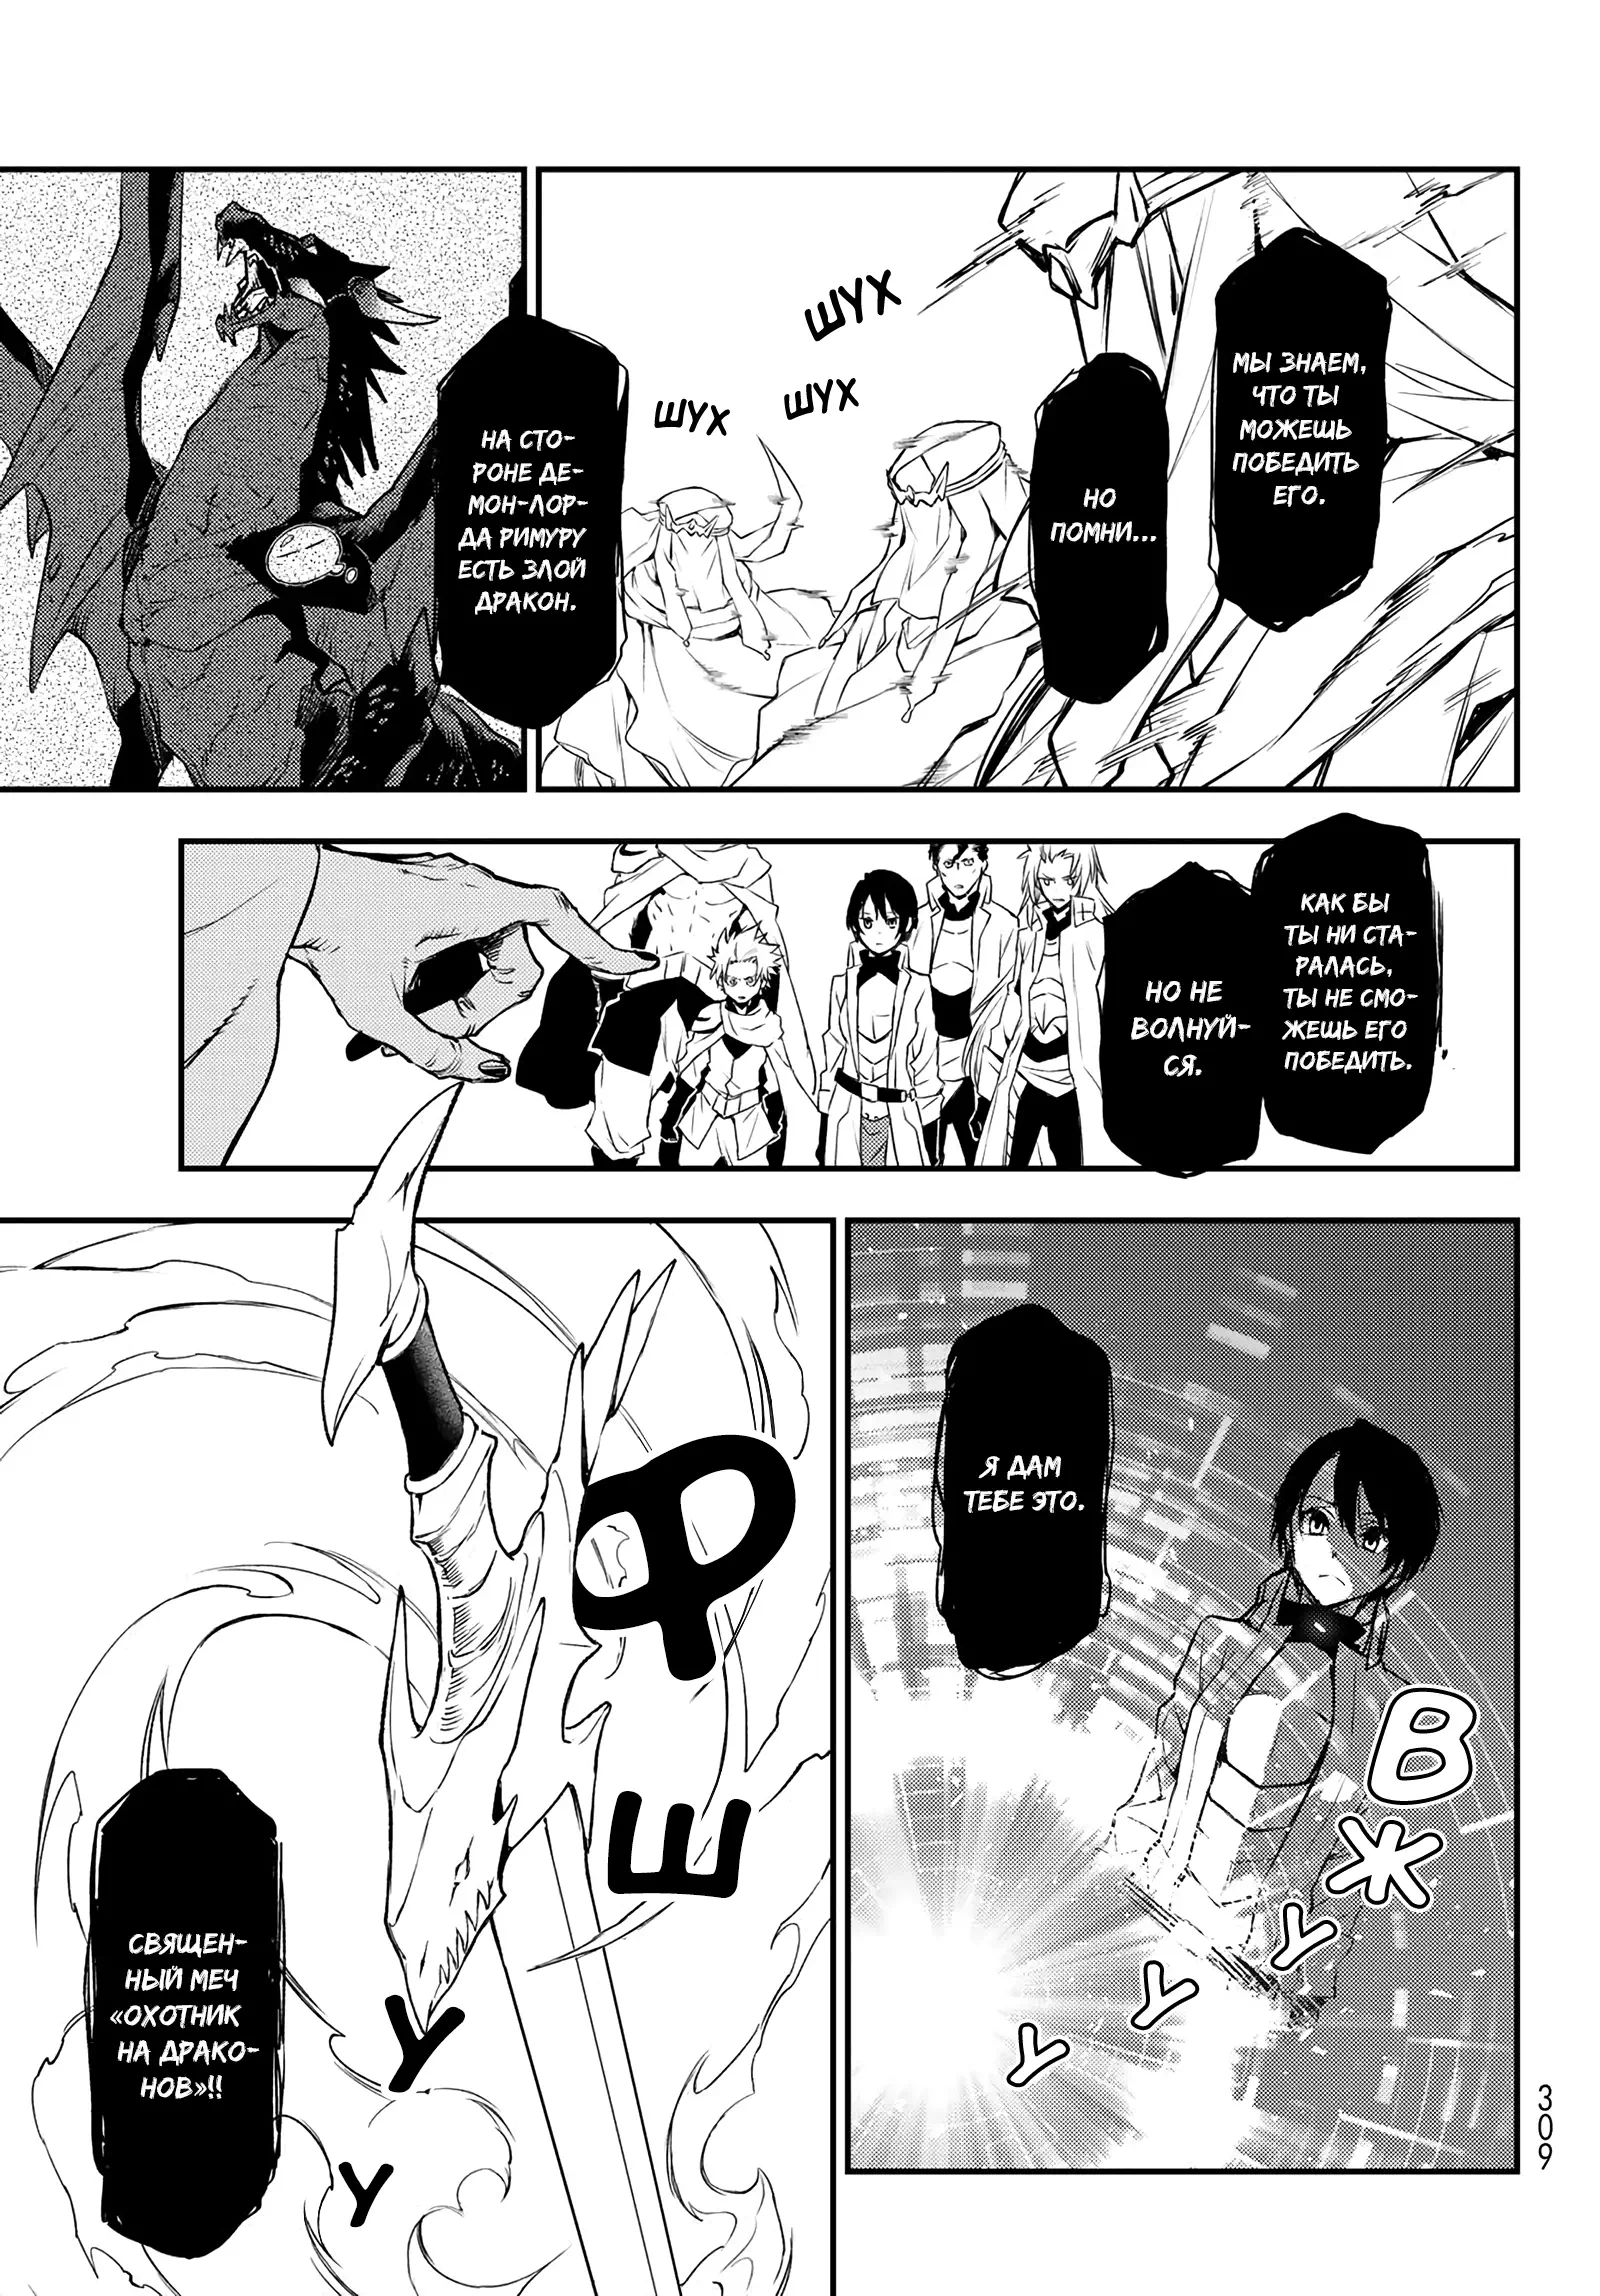 МЫ ЗНАЕМ,
ЧТО ТЫ
МОЖЕШЬ
ПОБЕДИТЬ
ЕГО.
НО
ПОМНИ...
ШУХ
ШУХ
ШУХ
НА СТО-
РОНЕ ДЕ-
МОН-ЛОР-
ДА РИМУРУ
ЕСТЬ ЗЛОЙ
ДРАКОН.
КАК БЫ
ТЫ НИ СТА-
РАЛАСЬ,
ТЫ НЕ СМО-
ЖЕШЬ ЕГО
ПОБЕДИТЬ.
НО НЕ
ВОЛНУЙ-
СЯ.
Я ДАМ
ТЕБЕ ЭТО.
ВЖУУУ
ФШУУ
СВЯЩЕН-
НЫЙ МЕЧ
«ОХОТНИК
НА ДРАКО-
НОВ»!!
309